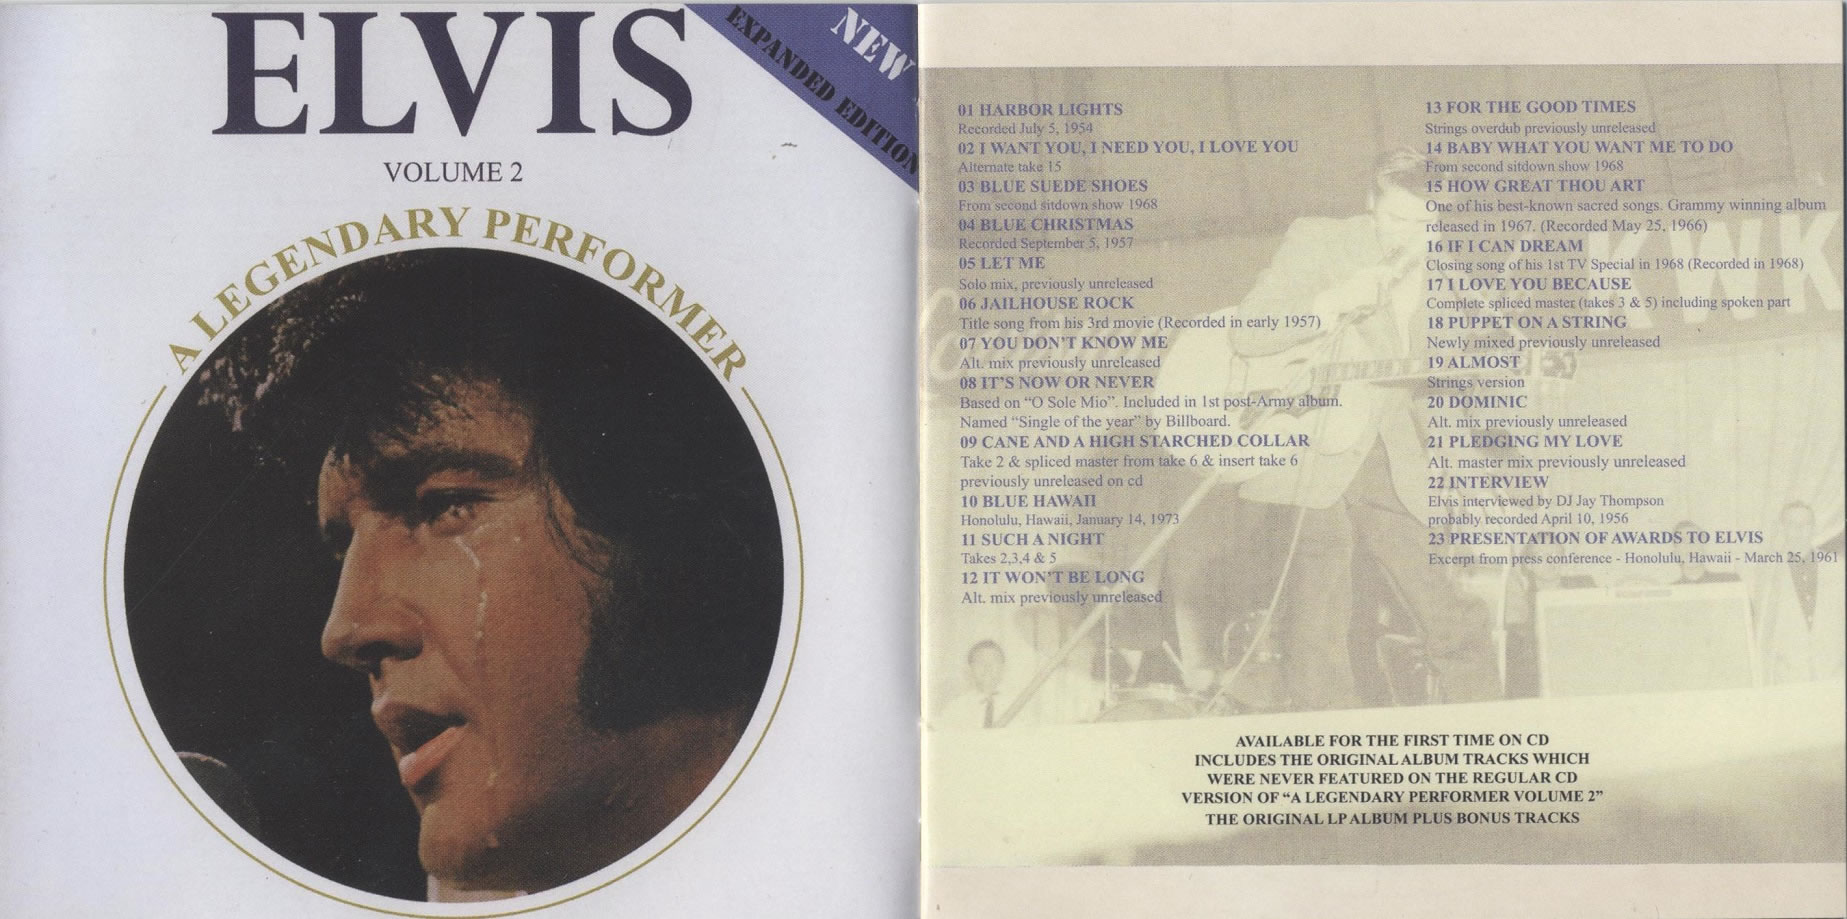 ELVIS
NEW
EXPANDED EDITION
VOLUME 2
A LEGENDARY PERFORMER
01 HARBOR LIGHTS
Recorded July 5, 1954
02 I WANT YOU, I NEED YOU, I LOVE YOU
Alternate take 15
03 BLUE SUEDE SHOES
From second sitdown show 1968
04 BLUE CHRISTMAS
Recorded September 5, 1957
05 LET ME
Solo mix, previously unreleased
06 JAILHOUSE ROCK
Title song from his 3rd movie (Recorded in early 1957)
07 YOU DON'T KNOW ME
Alt. mix previously unreleased
08 IT'S NOW OR NEVER
Based on "O Sole Mio". Included in 1st post-Army album.
Named "Single of the year" by Billboard.
09 CANE AND A HIGH STARCHED COLLAR
Take 2 & spliced master from take 6 & insert take 6
previously unreleased on cd
10 BLUE HAWAII
Honolulu, Hawaii, January 14, 1973
11 SUCH A NIGHT
Takes 2,3,4 & 5
12 IT WON'T BE LONG
Alt. mix previously unreleased
13 FOR THE GOOD TIMES
Strings overdub previously unreleased
14 BABY WHAT YOU WANT ME TO DO
From second sitdown show 1968
15 HOW GREAT THOU ART
One of his best-known sacred songs. Grammy winning album
released in 1967. (Recorded May 25, 1966)
16 IF I CAN DREAM
Closing song of his 1st TV Special in 1968 (Recorded in 1968)
17 I LOVE YOU BECAUSE
Complete spliced master (takes 3 & 5) including spoken part
18 PUPPET ON A STRING
Newly mixed previously unreleased
19 ALMOST
Strings version
20 DOMINIC
Alt. mix previously unreleased
21 PLEDGING MY LOVE
Alt. master mix previously unreleased
22 INTERVIEW
Elvis interviewed by DJ Jay Thompson
probably recorded April 10, 1956
23 PRESENTATION OF AWARDS TO ELVIS
Excerpt from press conference - Honolulu, Hawaii - March 25, 1961
KWK
AVAILABLE FOR THE FIRST TIME ON CD
INCLUDES THE ORIGINAL ALBUM TRACKS WHICH
WERE NEVER FEATURED ON THE REGULAR CD
VERSION OF "A LEGENDARY PERFORMER VOLUME 2"
THE ORIGINAL LP ALBUM PLUS BONUS TRACKS